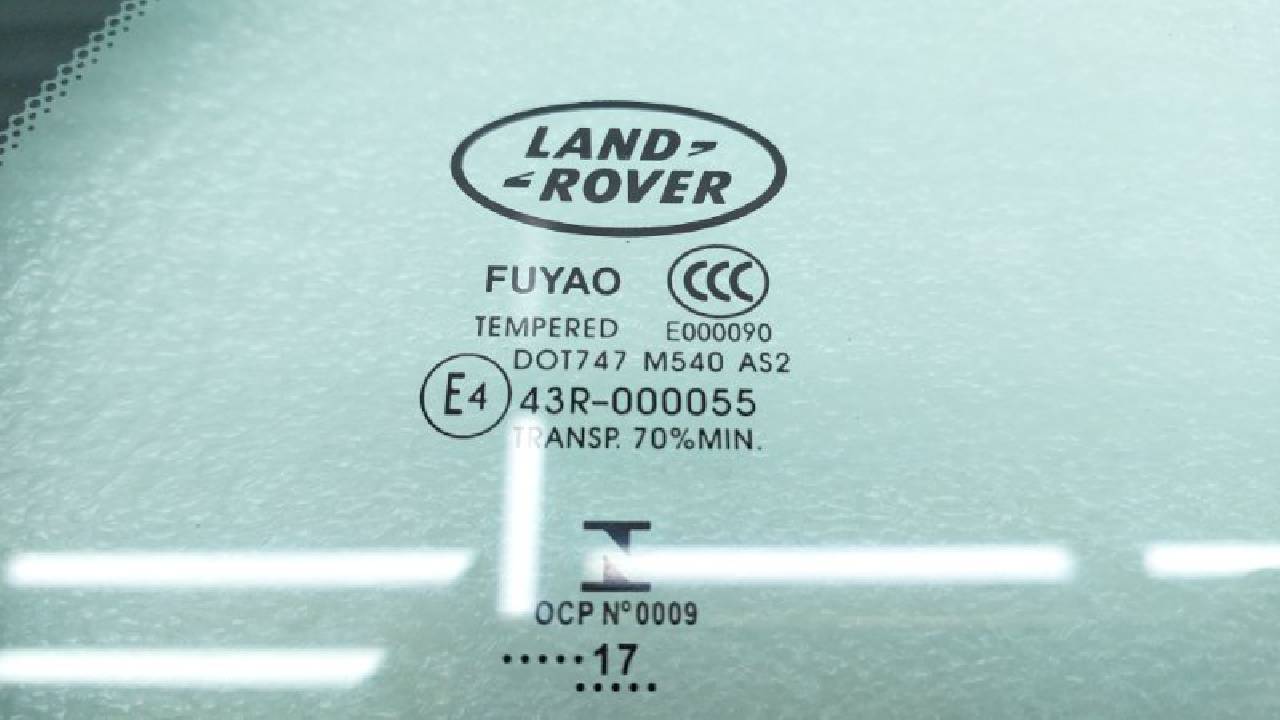 LAND
ROVER
FUYAO CCC
TEMPERED E000090
DOT747 M540 AS2
E4 43R-000055
TRANSP. 70%MIN.
OCP N°0009
.....17
.....